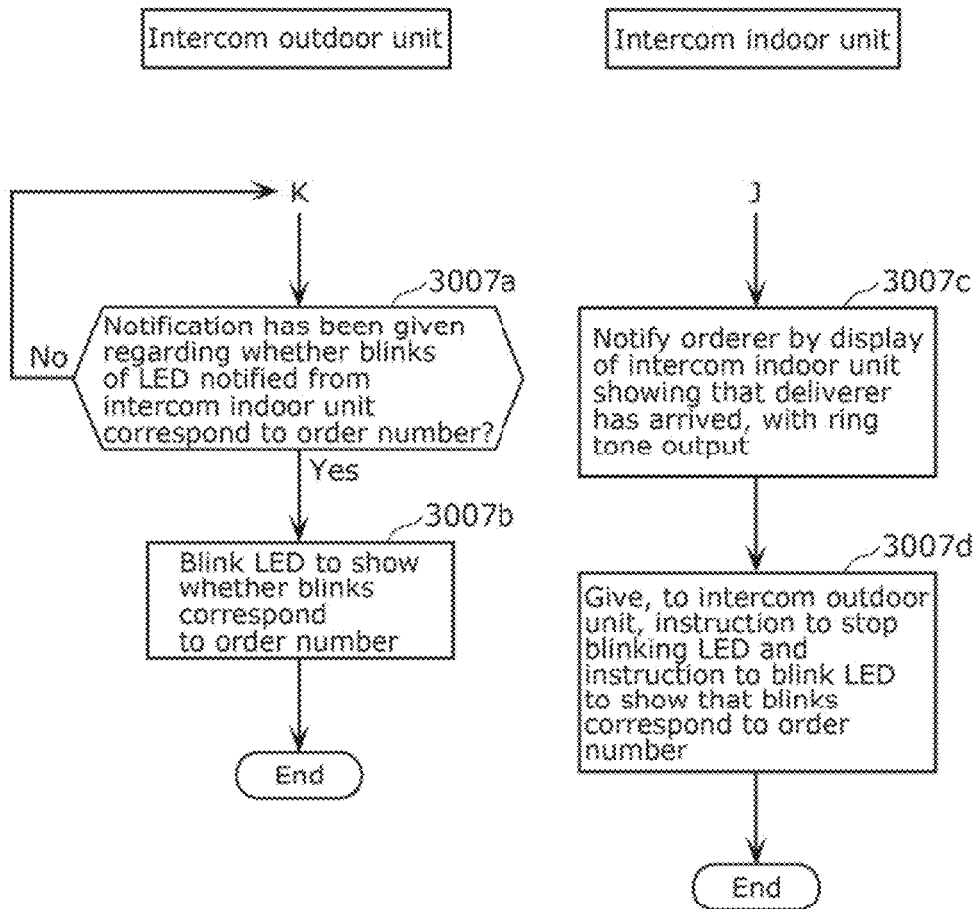 Intercom outdoor unit
Intercom indoor unit
K
3007a
Notification has been given
regarding whether blinks
of LED notified from
intercom indoor unit
correspond to order number?
No
Yes
3007b
Blink LED to show
whether blinks
correspond
to order number
End
J
3007c
Notify orderer by display
of intercom indoor unit
showing that deliverer
has arrived, with ring
tone output
3007d
Give, to intercom outdoor
unit, instruction to stop
blinking LED and
instruction to blink LED
to show that blinks
correspond to order
number
End